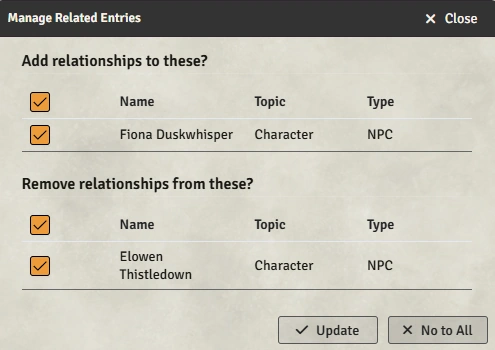 Manage Related Entries
Close
Add relationships to these?
Name Topic Type
Fiona Duskwhisper Character NPC
Remove relationships from these?
Name Topic Type
Elowen
Thistledown Character NPC
Update No to All